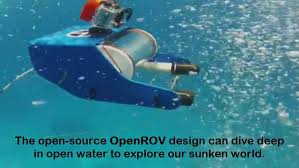 The open-source OpenROV design can dive deep
in open water to explore our sunken world.